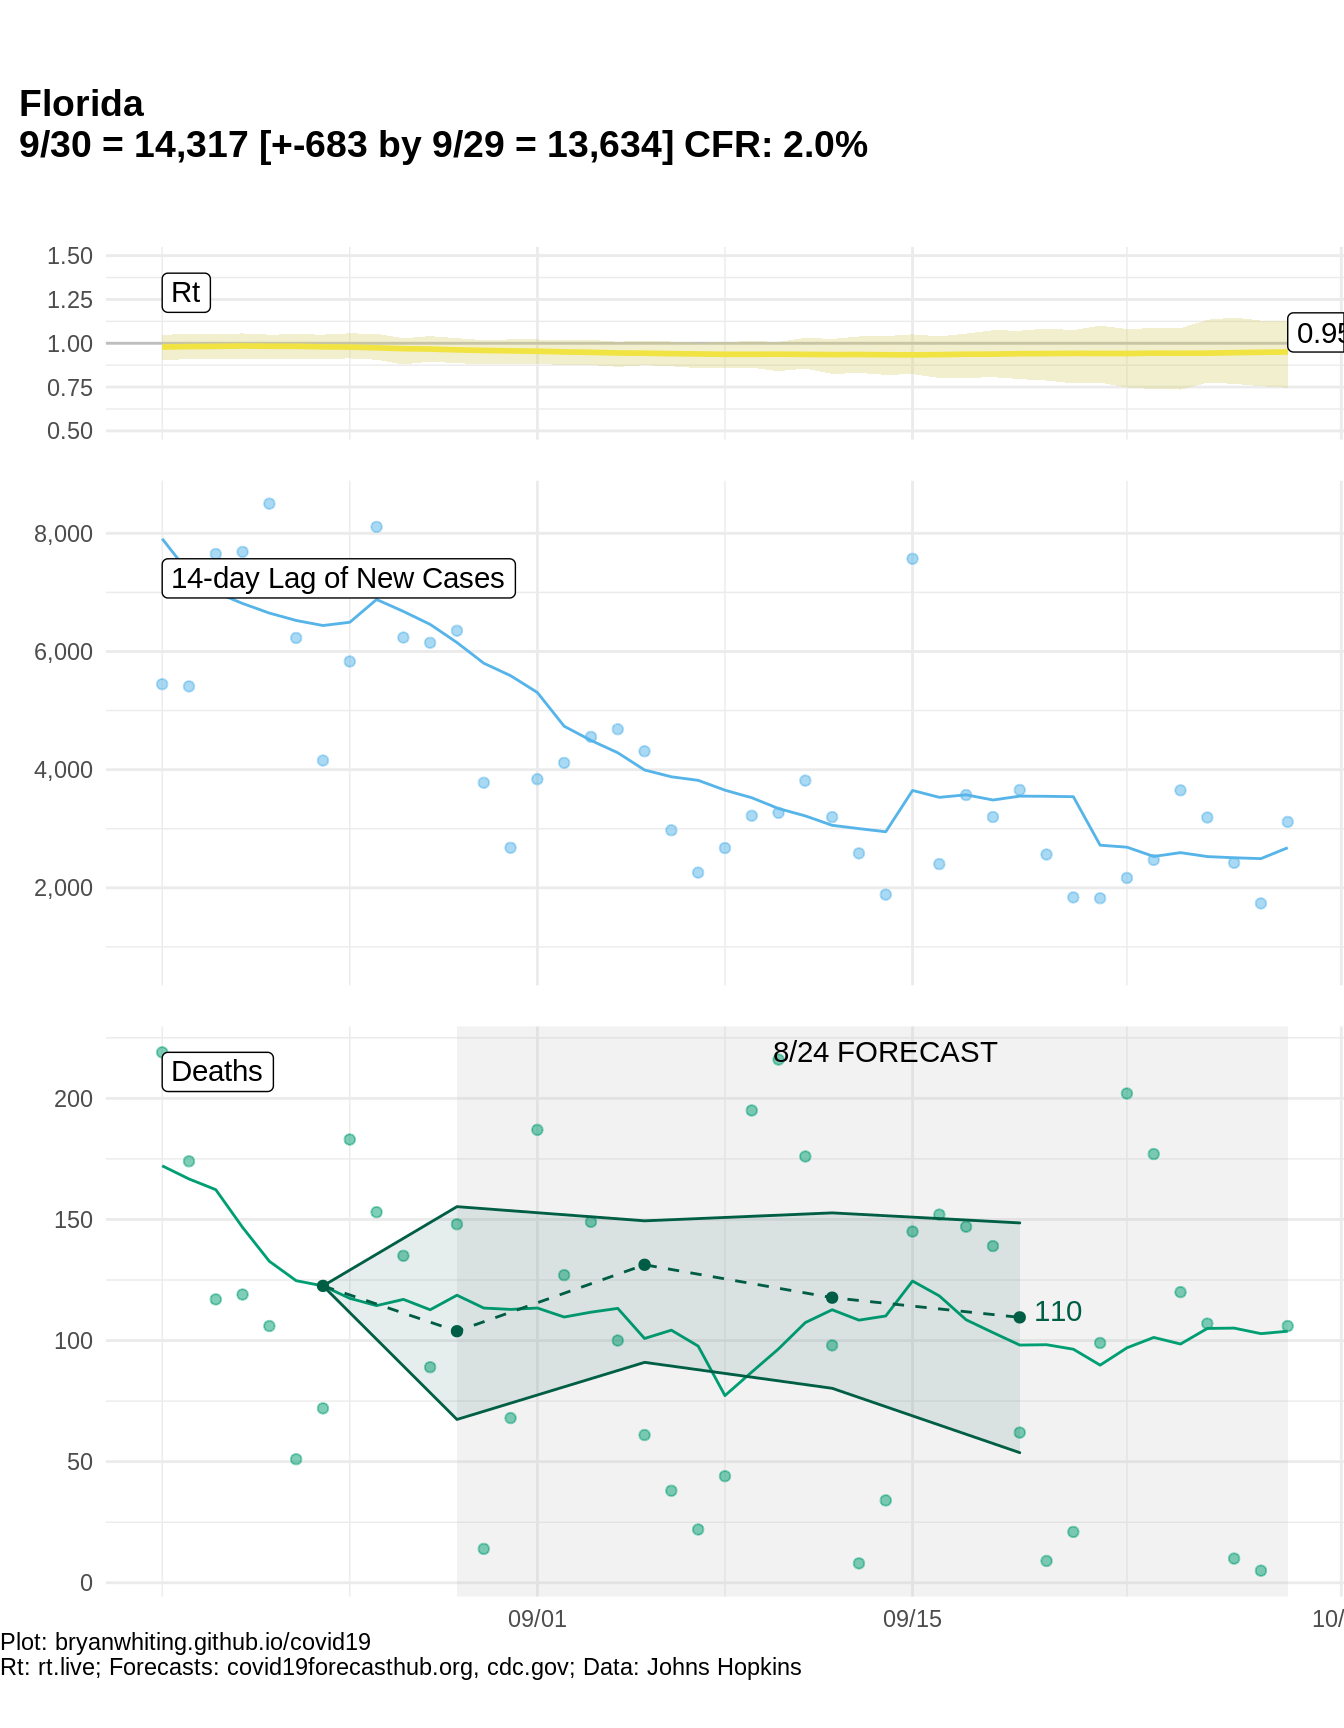 Florida
9/30 = 14,317 [+-683 by 9/29 = 13,634] CFR: 2.0%
1.50
Rt
1.25
1.00
0.95
0.75
0.50
8,000
14-day Lag of New Cases
6,000
4,000
2,000
8/24 FORECAST
Deaths
200
150
110
100
50
0
09/01 09/15 10/
Plot: bryanwhiting.github.io/covid19
Rt: rt.live; Forecasts: covid19forecasthub.org, cdc.gov; Data: Johns Hopkins